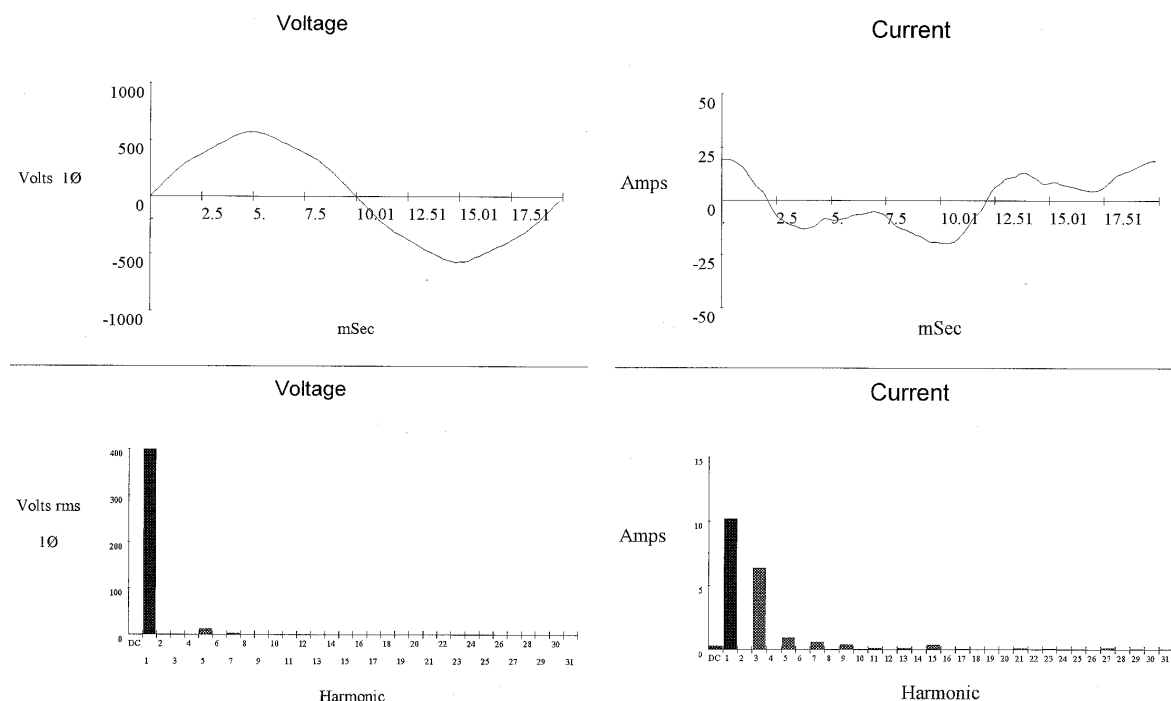 Voltage
1000
500
Volts 1Ø
0
2.5 5. 7.5 10.01 12.51 15.01 17.51
-500
-1000
mSec
Current
50
25
Amps
0
2.5 5. 7.5 10.01 12.51 15.01 17.51
-25
-50
mSec
Voltage
400
300
Volts rms
1Ø
200
100
0
DC 2 4 6 8 10 12 14 16 18 20 22 24 26 28 30
1 3 5 7 9 11 13 15 17 19 21 23 25 27 29 31
Harmonic
Current
15
10
Amps
5
0
DC 1 2 3 4 5 6 7 8 9 10 11 12 13 14 15 16 17 18 19 20 21 22 23 24 25 26 27 28 29 30 31
Harmonic